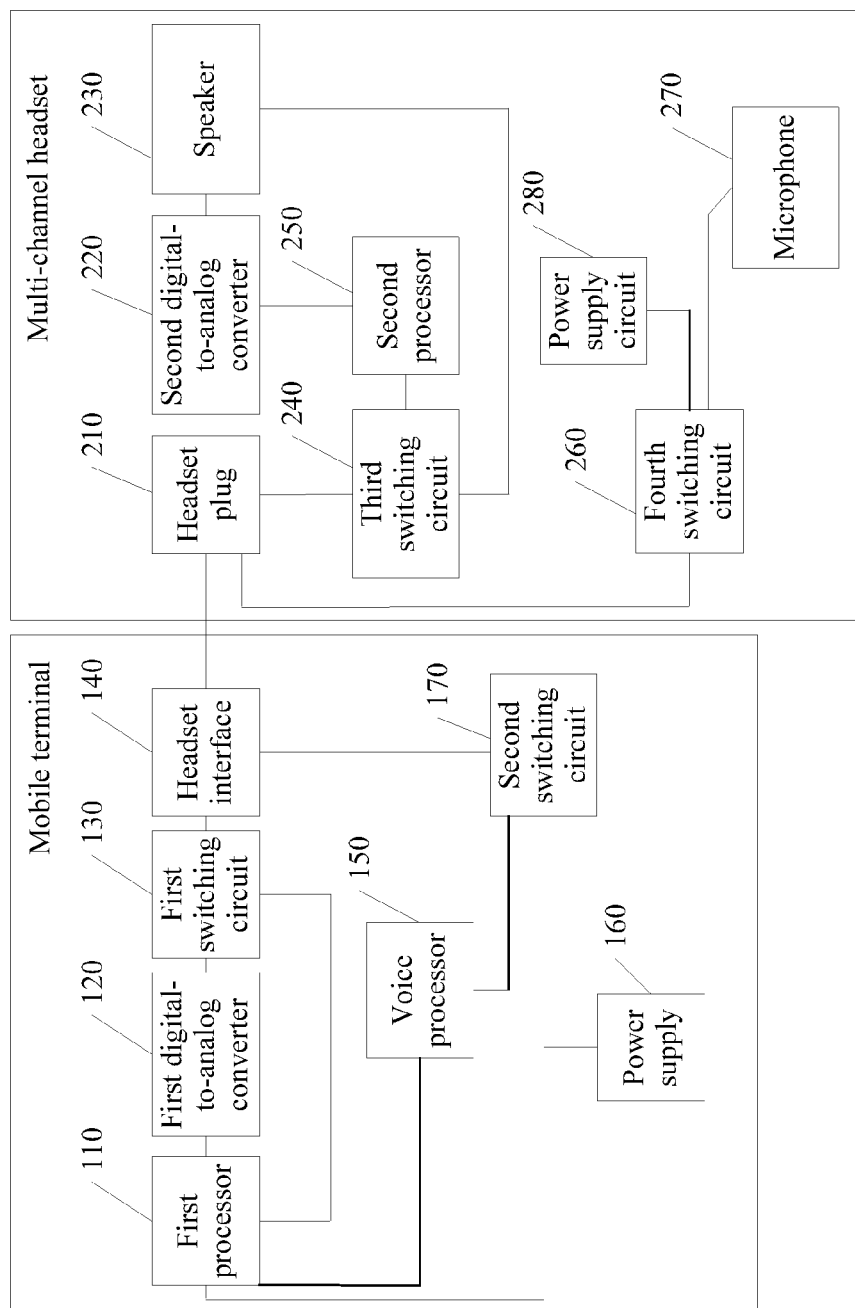 Mobile terminal
110
120
130
140
First
processor
First digital-
to-analog
converter
First
switching
circuit
Headset
interface
150
Voice
processor
170
Second
switching
circuit
160
Power
supply
Multi-channel headset
210
220
230
Headset
plug
Second digital-
to-analog
converter
Speaker
240
250
Third
switching
circuit
Second
processor
280
Power
supply
circuit
260
270
Fourth
switching
circuit
Microphone